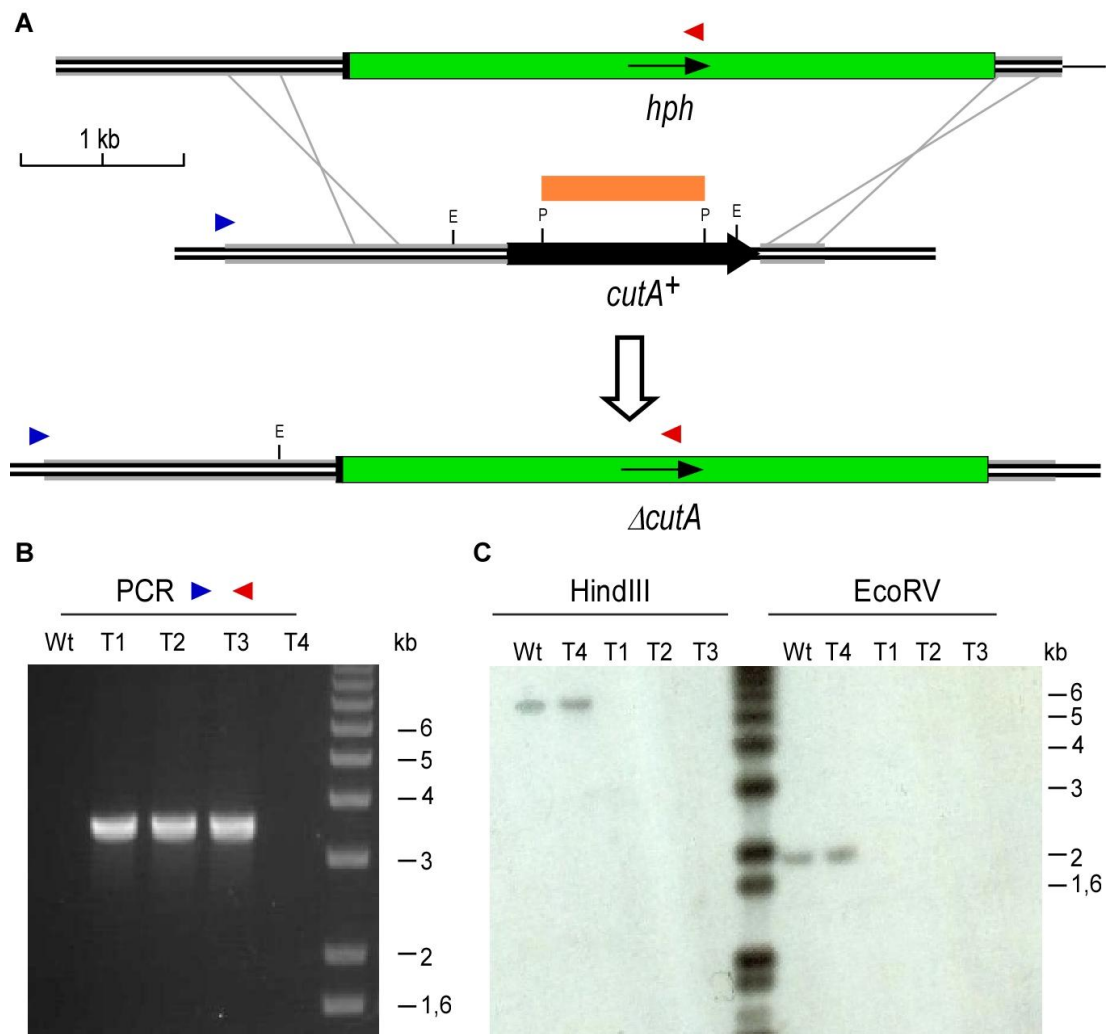 A
hph
1 kb
E P P E
cutA+
E
ΔcutA
B
PCR
Wt T1 T2 T3 T4 kb
6
5
4
3
2
1,6
C
HindIII EcoRV
Wt T4 T1 T2 T3 Wt T4 T1 T2 T3 kb
6
5
4
3
2
1,6